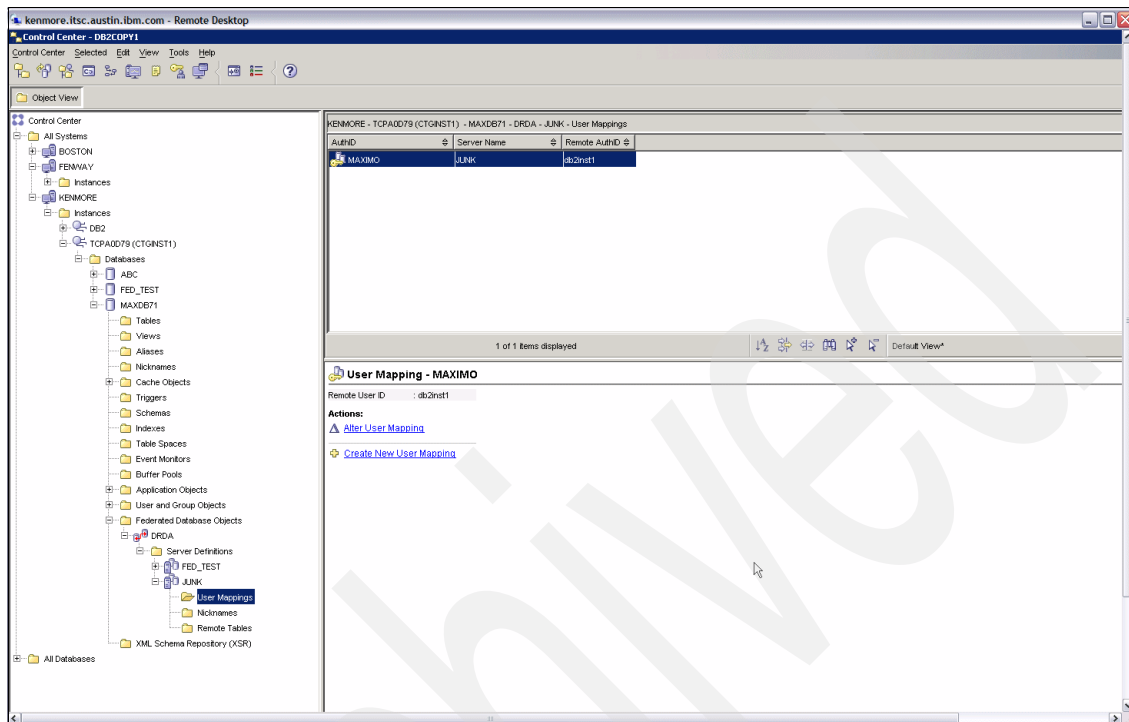 kenmore.itsc.austin.ibm.com - Remote Desktop
Control Center - DB2COPY1
Control Center Selected Edit View Tools Help
Object View
Control Center
All Systems
BOSTON
FENWAY
Instances
KENMORE
Instances
DB2
TCPA0D79 (CTGINST1)
Databases
ABC
FED_TEST
MAXDB71
Tables
Views
Aliases
Nicknames
Cache Objects
Triggers
Schemas
Indexes
Table Spaces
Event Monitors
Buffer Pools
Application Objects
User and Group Objects
Federated Database Objects
DRDA
Server Definitions
FED_TEST
JUNK
User Mappings
Nicknames
Remote Tables
XML Schema Repository (XSR)
All Databases
KENMORE - TCPA0D79 (CTGINST1) - MAXDB71 - DRDA - JUNK - User Mappings
AuthID Server Name Remote AuthID
MAXIMO JUNK db2inst1
1 of 1 items displayed Default View*
User Mapping - MAXIMO
Remote User ID : db2inst1
Actions:
Alter User Mapping
Create New User Mapping